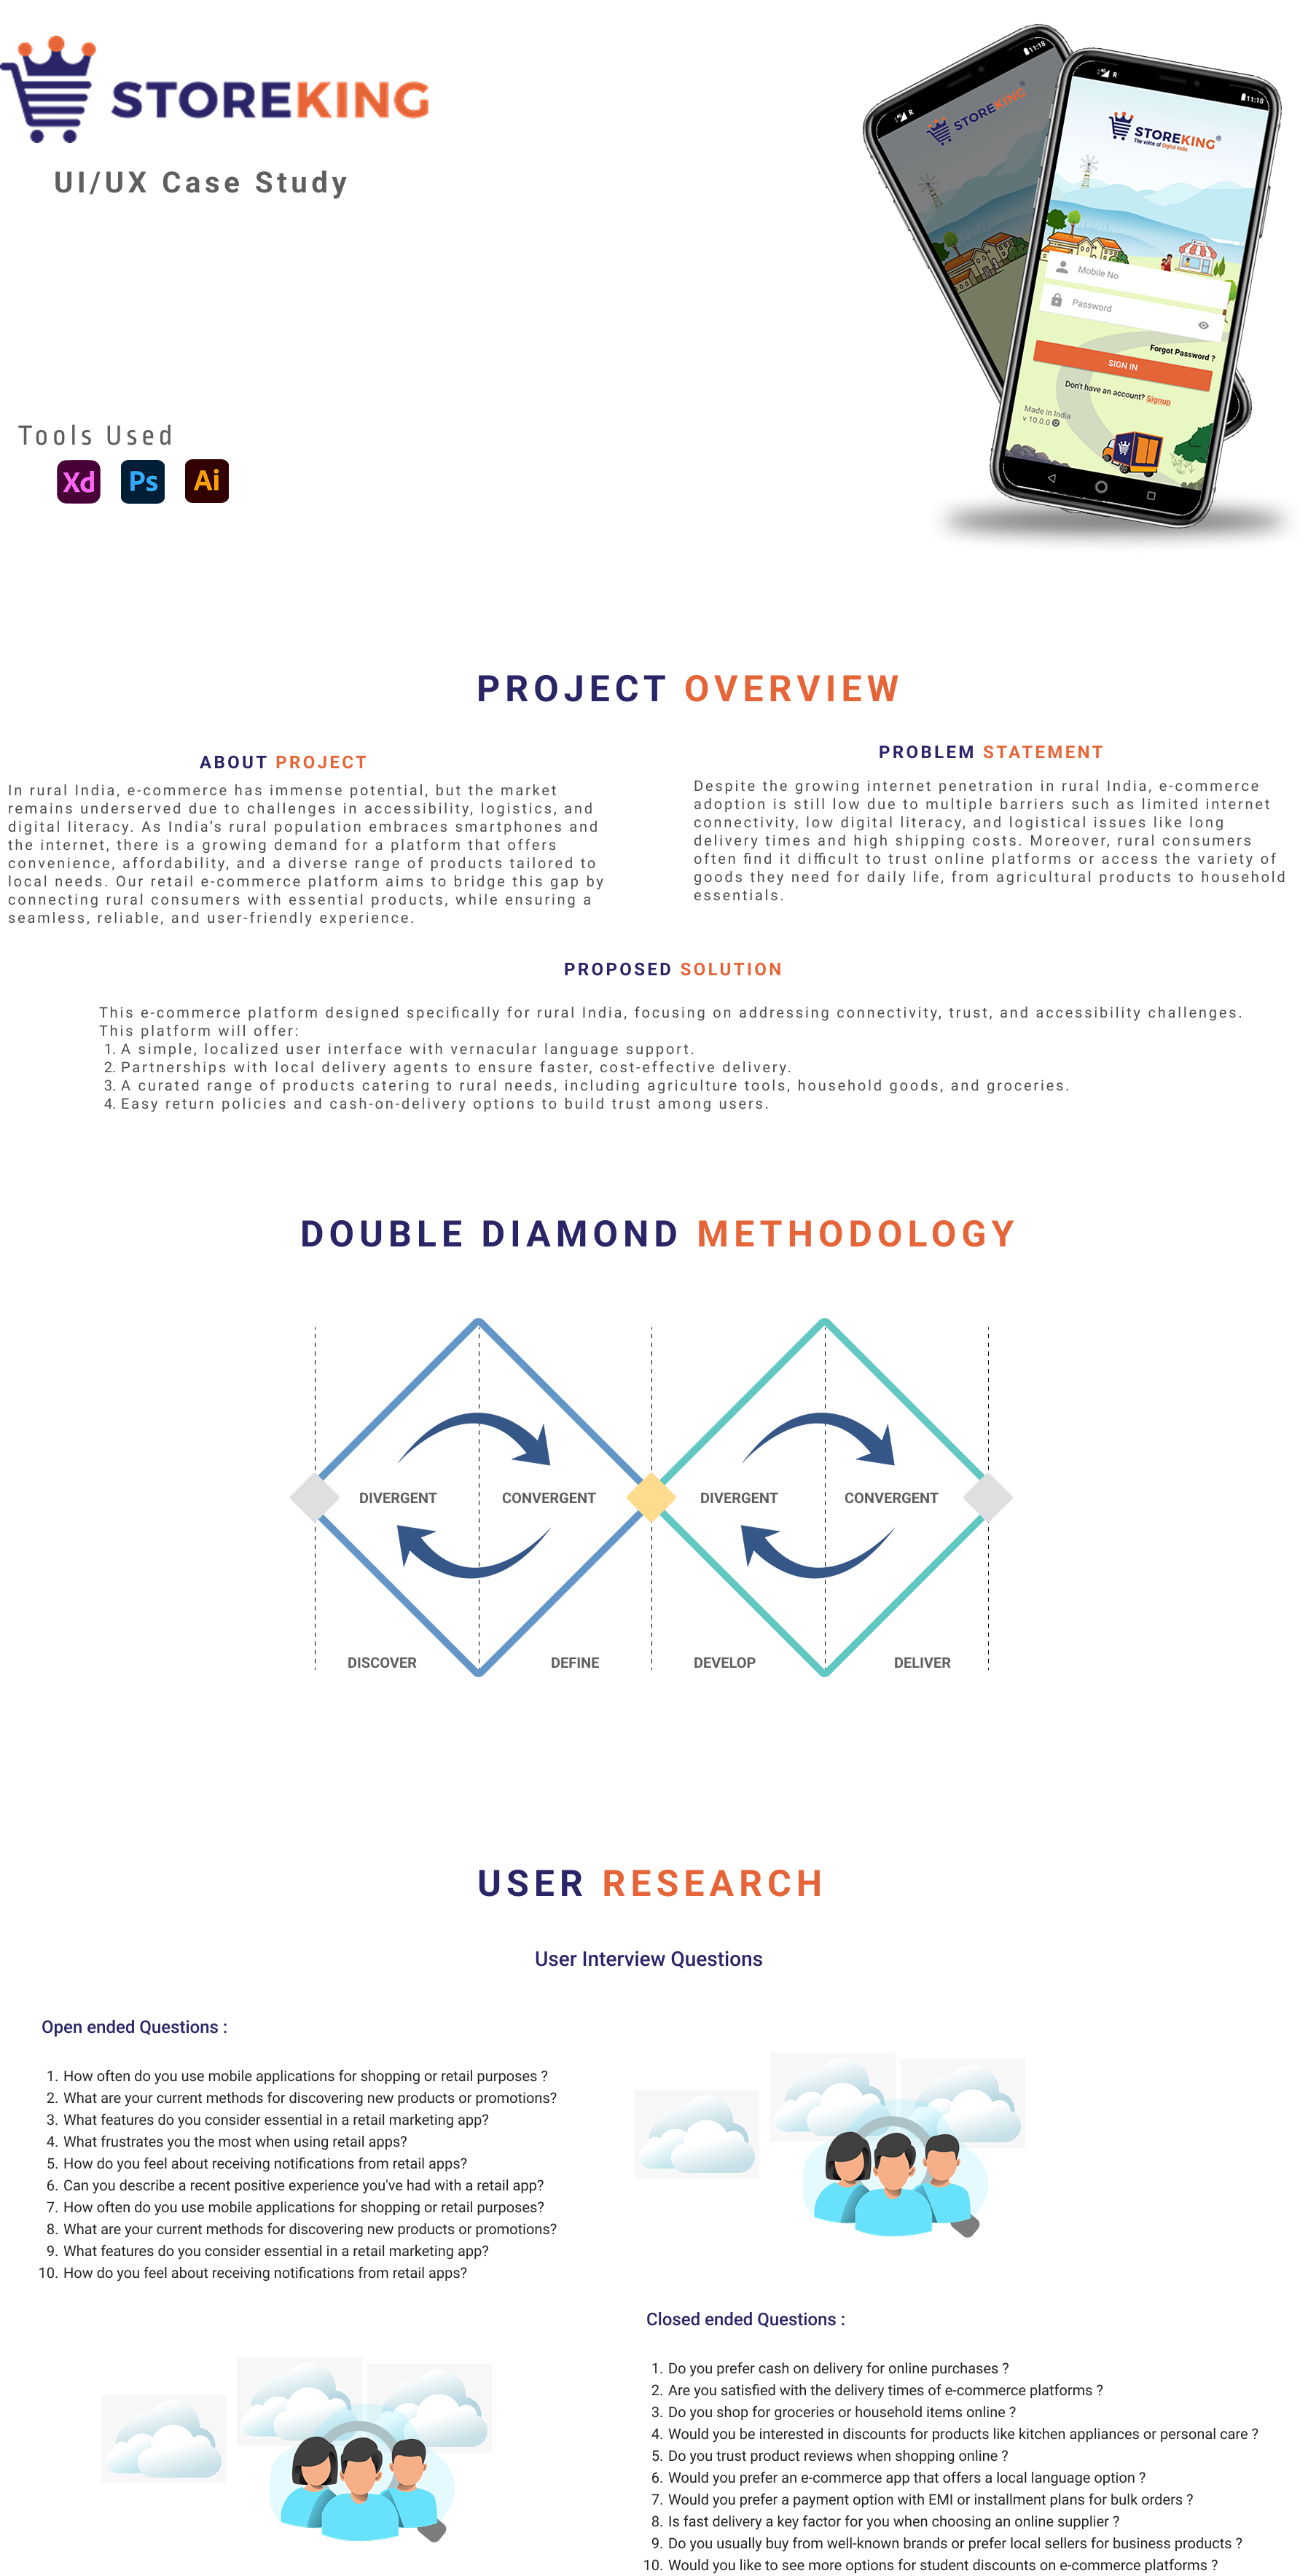 STOREKING
UI/UX Case Study
11:18
R
STOREKING®
R
11:18
STOREKING®
The voice of Digital India
Mobile No
Password
Forgot Password ?
SIGN IN
Don't have an account? Signup
Made in India
v 10.0.0
Tools Used
Xd
Ps
Ai
PROJECT OVERVIEW
ABOUT PROJECT
In rural India, e-commerce has immense potential, but the market
remains underserved due to challenges in accessibility, logistics, and
digital literacy. As India's rural population embraces smartphones and
the internet, there is a growing demand for a platform that offers
convenience, affordability, and a diverse range of products tailored to
local needs. Our retail e-commerce platform aims to bridge this gap by
connecting rural consumers with essential products, while ensuring a
seamless, reliable, and user-friendly experience.
PROBLEM STATEMENT
Despite the growing internet penetration in rural India, e-commerce
adoption is still low due to multiple barriers such as limited internet
connectivity, low digital literacy, and logistical issues like long
delivery times and high shipping costs. Moreover, rural consumers
often find it difficult to trust online platforms or access the variety of
goods they need for daily life, from agricultural products to household
essentials.
PROPOSED SOLUTION
This e-commerce platform designed specifically for rural India, focusing on addressing connectivity, trust, and accessibility challenges.
This platform will offer:
1. A simple, localized user interface with vernacular language support.
2. Partnerships with local delivery agents to ensure faster, cost-effective delivery.
3. A curated range of products catering to rural needs, including agriculture tools, household goods, and groceries.
4. Easy return policies and cash-on-delivery options to build trust among users.
DOUBLE DIAMOND METHODOLOGY
DIVERGENT
CONVERGENT
DIVERGENT
CONVERGENT
DISCOVER
DEFINE
DEVELOP
DELIVER
USER RESEARCH
User Interview Questions
Open ended Questions :
1. How often do you use mobile applications for shopping or retail purposes ?
2. What are your current methods for discovering new products or promotions?
3. What features do you consider essential in a retail marketing app?
4. What frustrates you the most when using retail apps?
5. How do you feel about receiving notifications from retail apps?
6. Can you describe a recent positive experience you've had with a retail app?
7. How often do you use mobile applications for shopping or retail purposes?
8. What are your current methods for discovering new products or promotions?
9. What features do you consider essential in a retail marketing app?
10. How do you feel about receiving notifications from retail apps?
Closed ended Questions :
1. Do you prefer cash on delivery for online purchases ?
2. Are you satisfied with the delivery times of e-commerce platforms ?
3. Do you shop for groceries or household items online ?
4. Would you be interested in discounts for products like kitchen appliances or personal care ?
5. Do you trust product reviews when shopping online ?
6. Would you prefer an e-commerce app that offers a local language option ?
7. Would you prefer a payment option with EMI or installment plans for bulk orders ?
8. Is fast delivery a key factor for you when choosing an online supplier ?
9. Do you usually buy from well-known brands or prefer local sellers for business products ?
10. Would you like to see more options for student discounts on e-commerce platforms ?